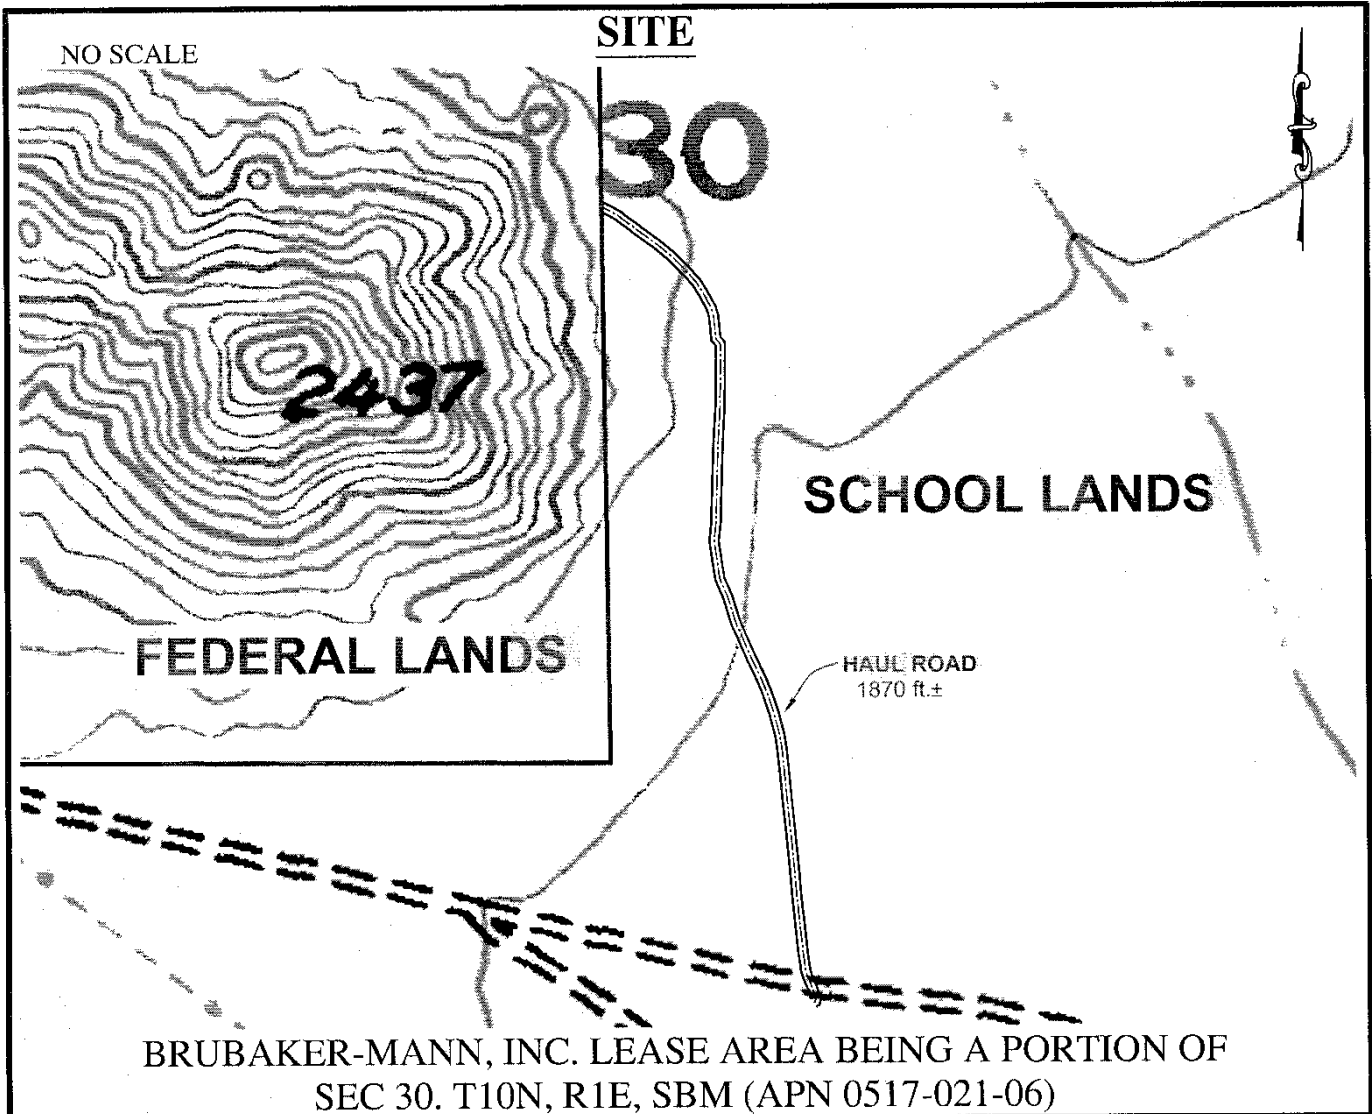 SITE
NO SCALE
30
2437
SCHOOL LANDS
FEDERAL LANDS
HAUL ROAD
1870 ft.±
BRUBAKER-MANN, INC. LEASE AREA BEING A PORTION OF
SEC 30. T10N, R1E, SBM (APN 0517-021-06)